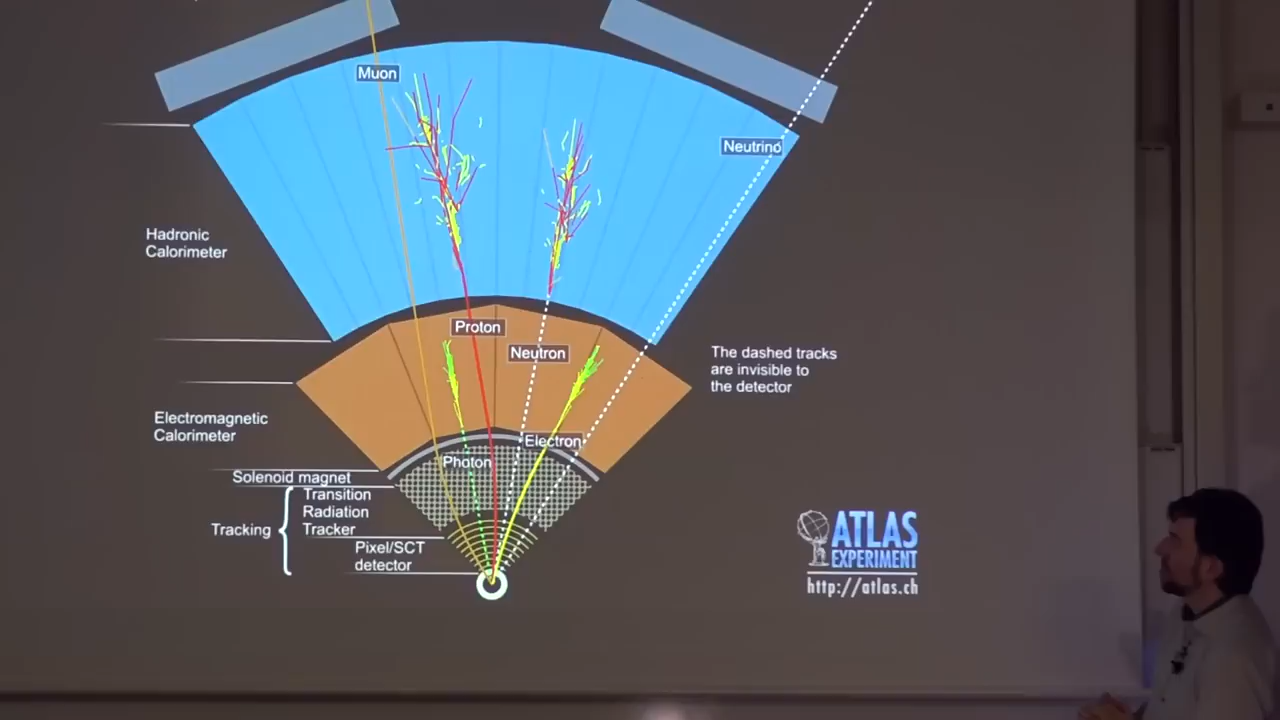 Muon
Neutrino
Hadronic
Calorimeter
Proton
Neutron
The dashed tracks
are invisible to
the detector
Electromagnetic
Calorimeter
Electron
Photon
Solenoid magnet
Transition
Radiation
Tracker
Tracking
Pixel/SCT
detector
ATLAS
EXPERIMENT
http://atlas.ch